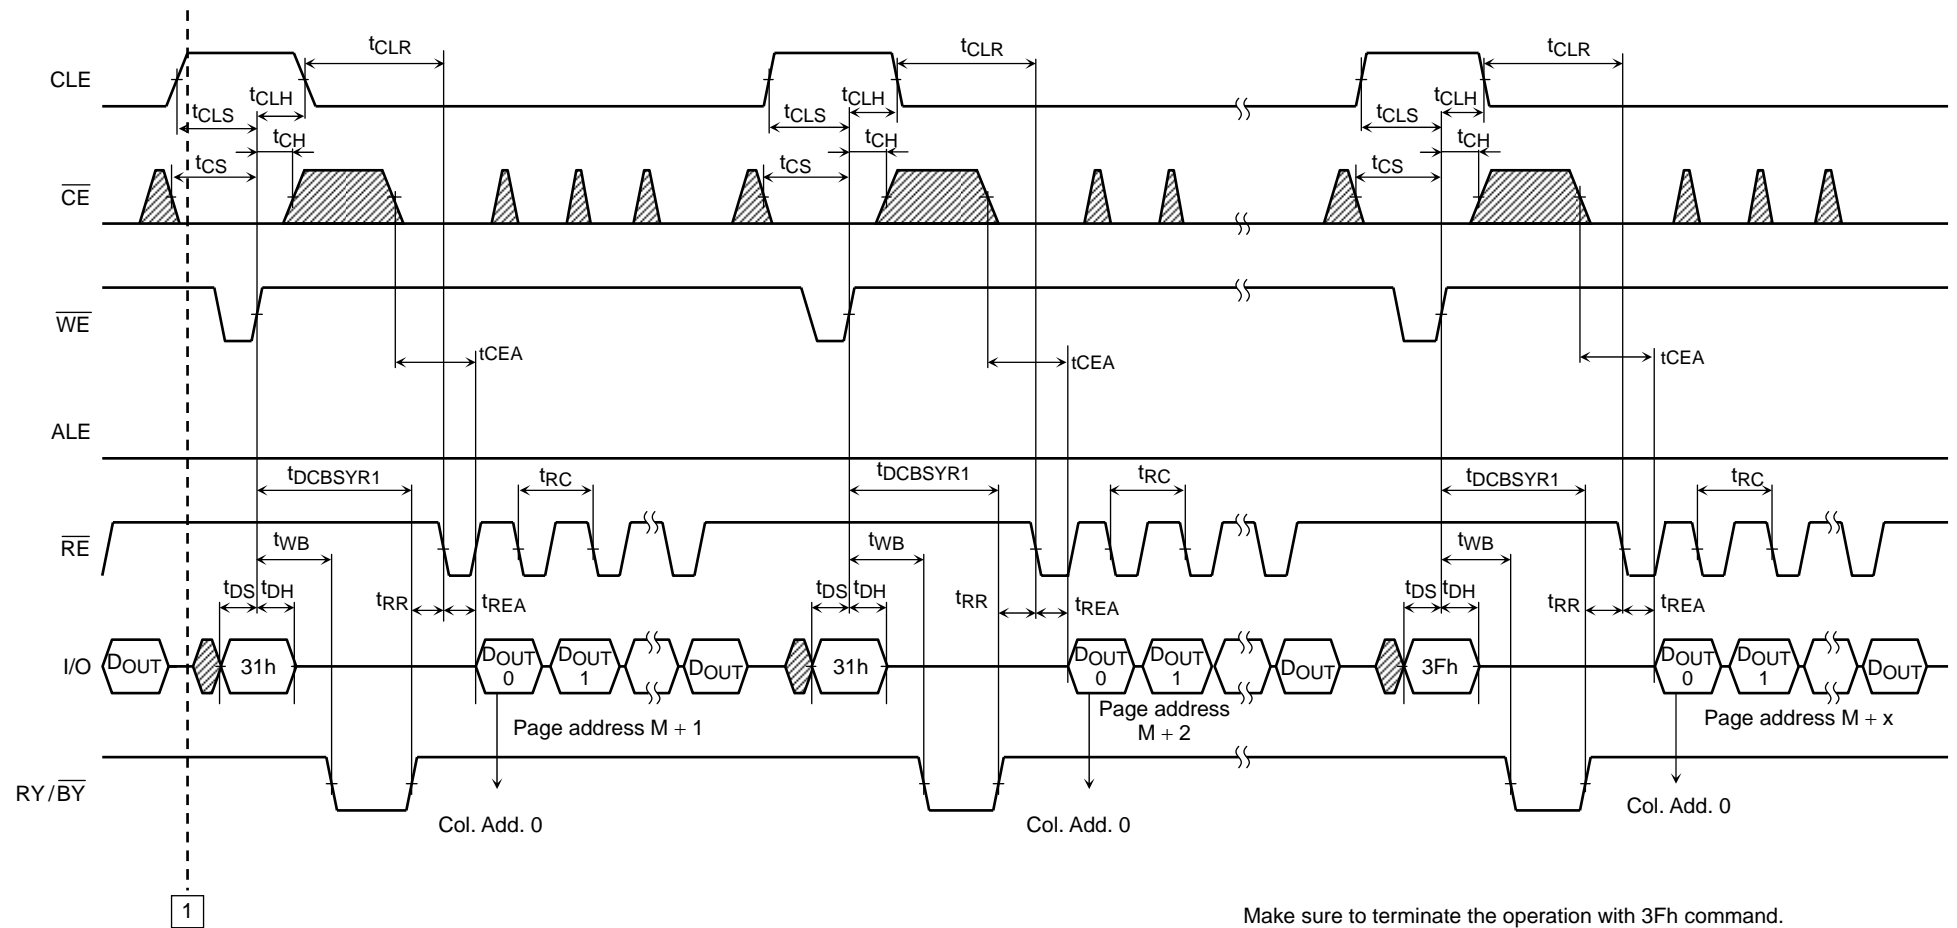 tCLR tCLR tCLR
CLE
tCLH tCLH tCLH
tCLS tCLS tCLS
tCH tCH tCH
tCS tCS tCS
CE
WE
tCEA tCEA tCEA
ALE
tDCBSYR1 tRC tDCBSYR1 tRC tDCBSYR1 tRC
RE
tWB tWB tWB
tDS tDH tDS tDH tDS tDH
tRR tREA tRR tREA tRR tREA
I/O DOUT 31h DOUT 0 DOUT 1 DOUT 31h DOUT 0 DOUT 1 DOUT 3Fh DOUT 0 DOUT 1 DOUT
Page address M + 1
Page address
M + 2
Page address M + x
RY/BY
Col. Add. 0 Col. Add. 0 Col. Add. 0
1
Make sure to terminate the operation with 3Fh command.